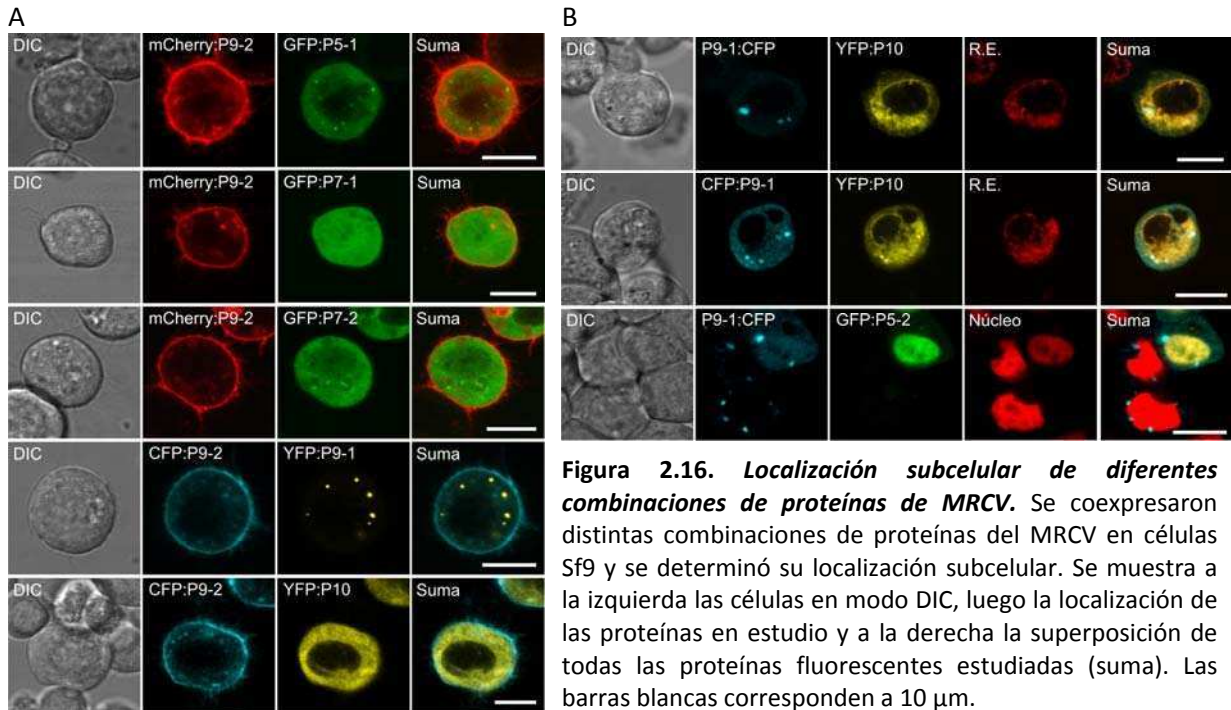 A
DIC mCherry:P9-2 GFP:P5-1 Suma
DIC mCherry:P9-2 GFP:P7-1 Suma
DIC mCherry:P9-2 GFP:P7-2 Suma
DIC CFP:P9-2 YFP:P9-1 Suma
DIC CFP:P9-2 YFP:P10 Suma
B
DIC P9-1:CFP YFP:P10 R.E. Suma
DIC CFP:P9-1 YFP:P10 R.E. Suma
DIC P9-1:CFP GFP:P5-2 Núcleo Suma
Figura 2.16. Localización subcelular de diferentes
combinaciones de proteínas de MRCV. Se coexpresaron
distintas combinaciones de proteínas del MRCV en células
Sf9 y se determinó su localización subcelular. Se muestra a
la izquierda las células en modo DIC, luego la localización de
las proteínas en estudio y a la derecha la superposición de
todas las proteínas fluorescentes estudiadas (suma). Las
barras blancas corresponden a 10 µm.